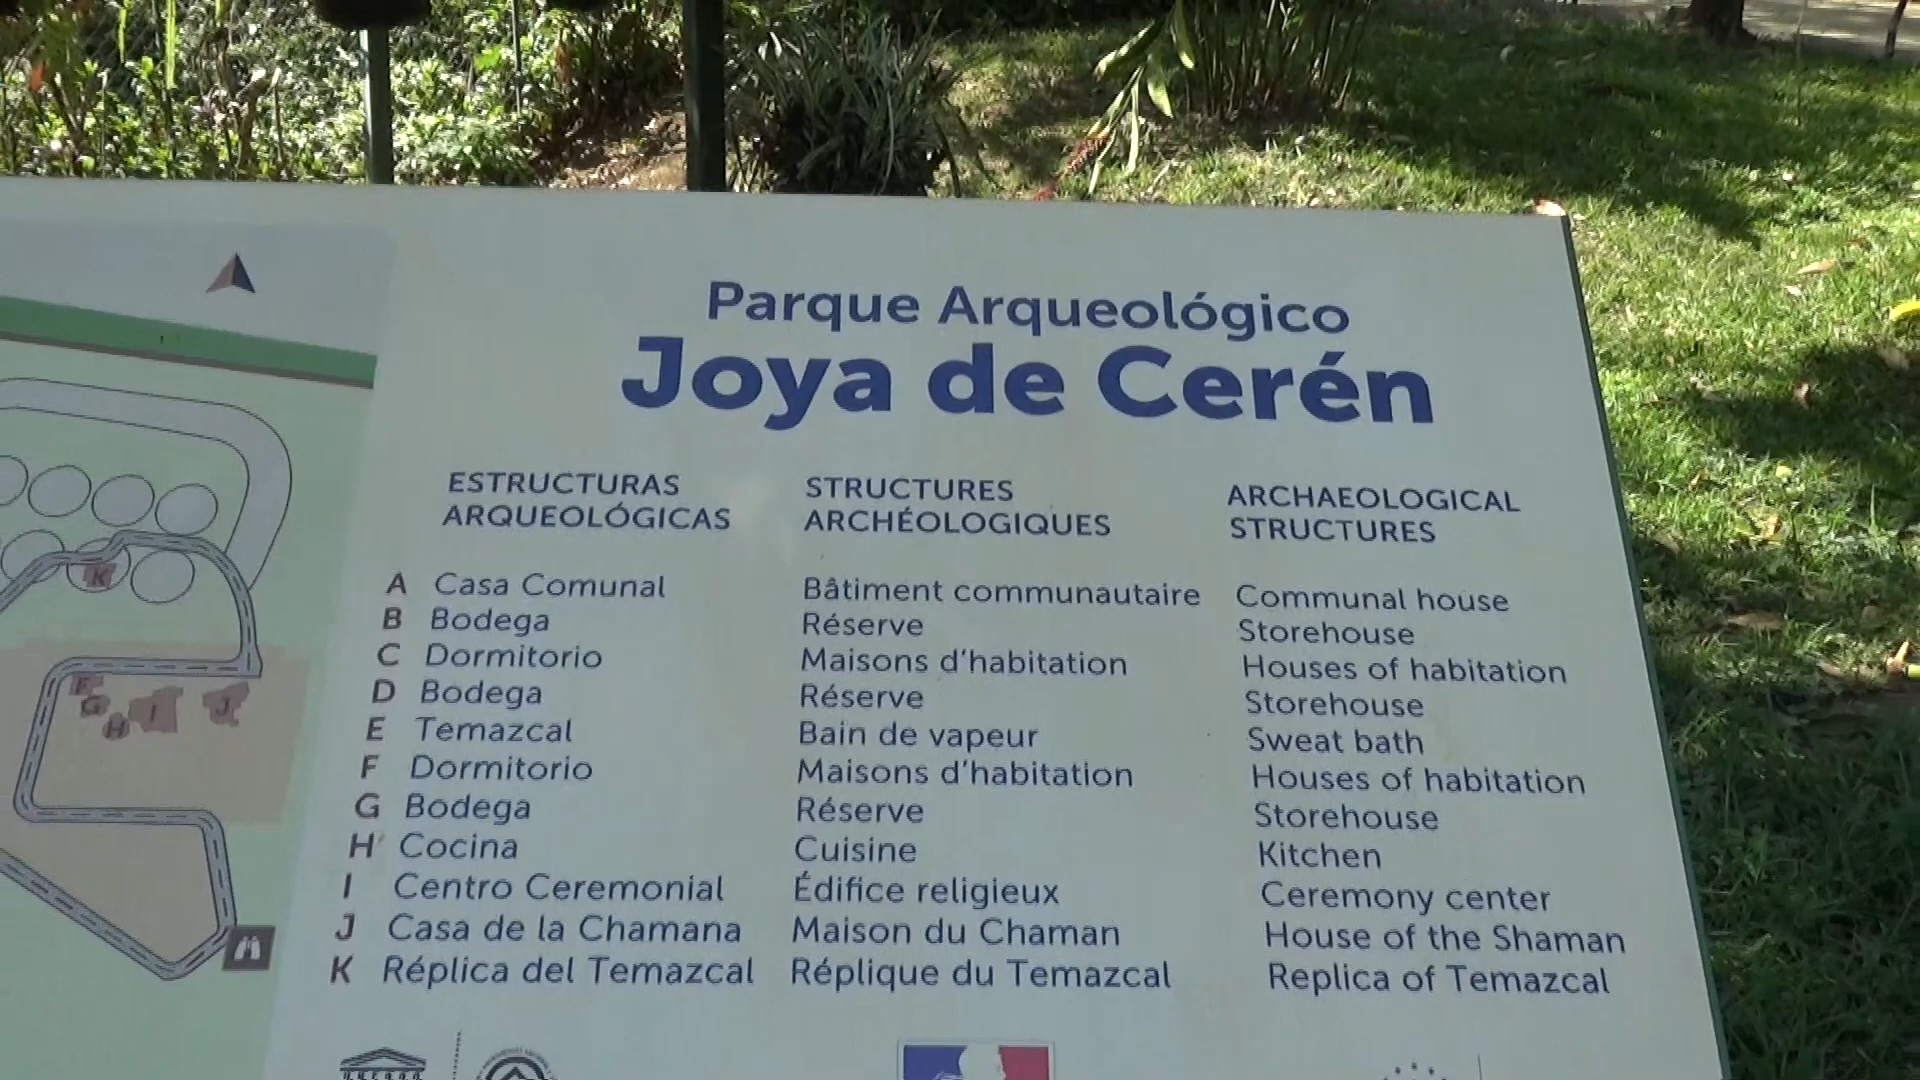 Parque Arqueológico
Joya de Cerén
ESTRUCTURAS
ARQUEOLÓGICAS
STRUCTURES
ARCHÉOLOGIQUES
ARCHAEOLOGICAL
STRUCTURES
A Casa Comunal Bâtiment communautaire Communal house
B Bodega Réserve Storehouse
C Dormitorio Maisons d'habitation Houses of habitation
D Bodega Réserve Storehouse
E Temazcal Bain de vapeur Sweat bath
F Dormitorio Maisons d'habitation Houses of habitation
G Bodega Réserve Storehouse
H Cocina Cuisine Kitchen
I Centro Ceremonial Édifice religieux Ceremony center
J Casa de la Chamana Maison du Chaman House of the Shaman
K Réplica del Temazcal Réplique du Temazcal Replica of Temazcal
K
F
G
H
I
J